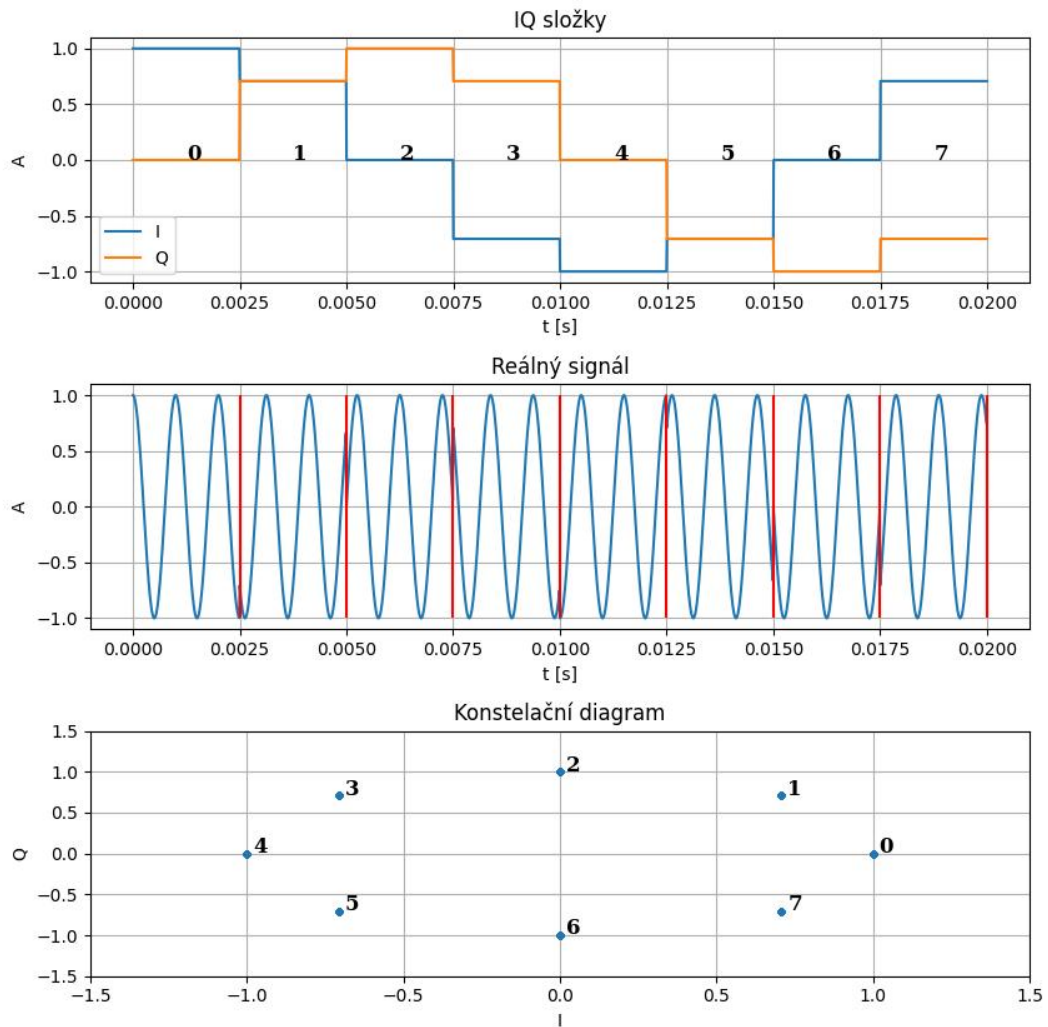 IQ složky
A
1.0
0.5
0.0
−0.5
−1.0
0 1 2 3 4 5 6 7
I
Q
0.0000 0.0025 0.0050 0.0075 0.0100 0.0125 0.0150 0.0175 0.0200
t [s]
Reálný signál
A
1.0
0.5
0.0
−0.5
−1.0
0.0000 0.0025 0.0050 0.0075 0.0100 0.0125 0.0150 0.0175 0.0200
t [s]
Konstelační diagram
Q
1.5
1.0
0.5
0.0
−0.5
−1.0
−1.5
2
3 1
4 0
5 7
6
−1.5 −1.0 −0.5 0.0 0.5 1.0 1.5
I